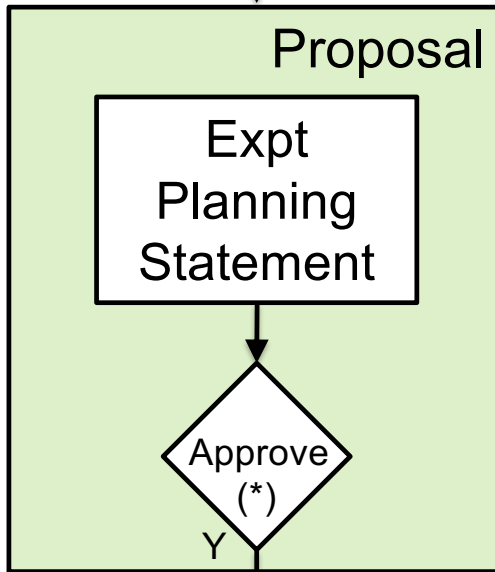 Proposal
Expt
Planning
Statement
Approve
(*)
Y